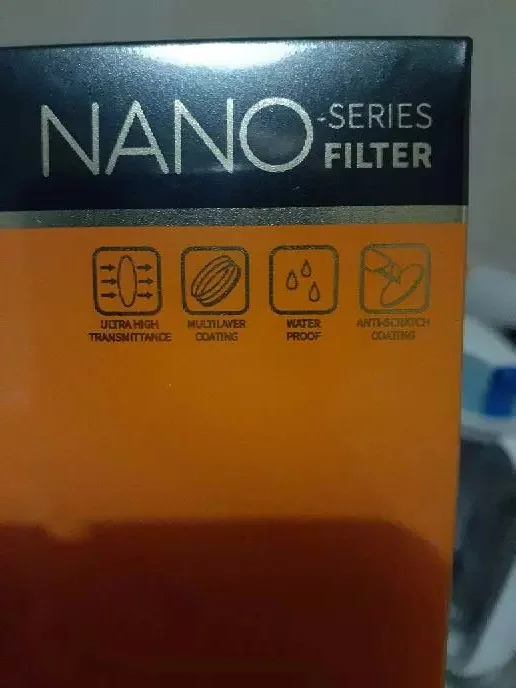 NANO-SERIES
FILTER
ULTRA HIGH
TRANSMITTANCE
MULTILAYER
COATING
WATER
PROOF
ANTI-SCRATCH
COATING